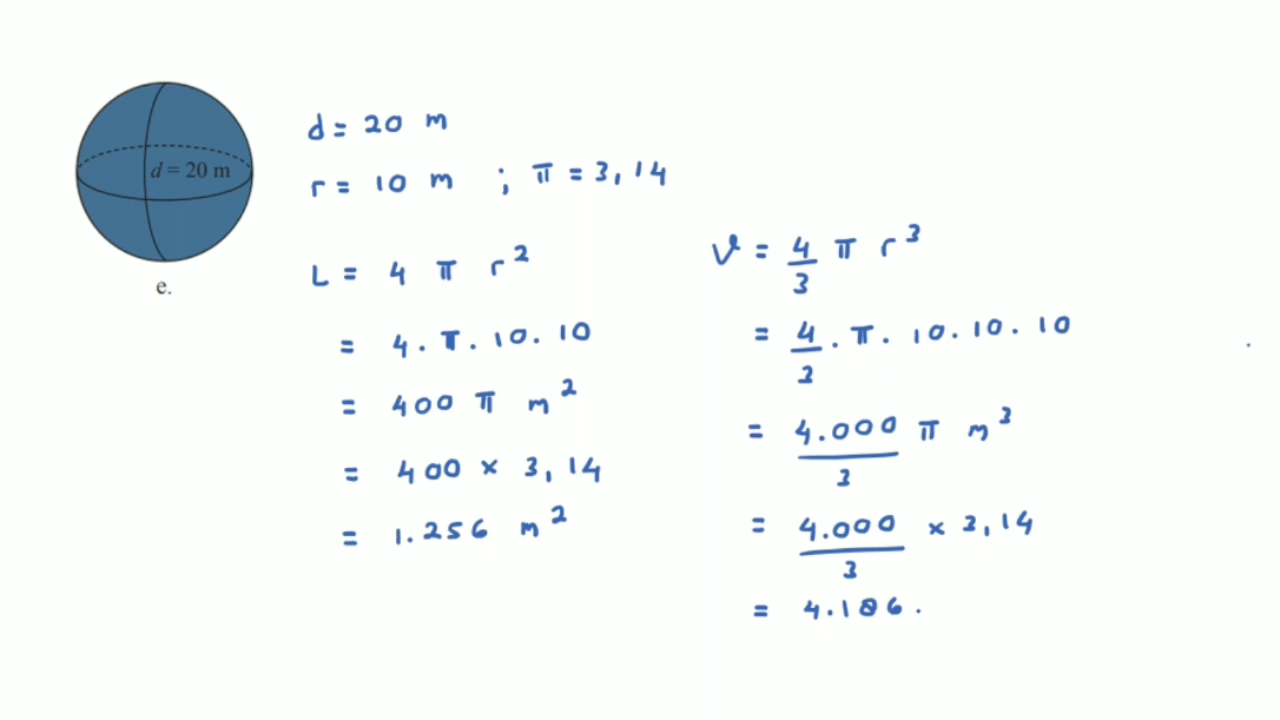 d = 20 m
e.
d = 20 m
r = 10 m ; π = 3,14
L = 4 π r²
= 4 . π . 10 . 10
= 400 π m²
= 400 × 3,14
= 1.256 m²
V = 4/3 π r³
= 4/3 . π . 10 . 10 . 10
= 4.000/3 π m³
= 4.000/3 × 3,14
= 4.186.